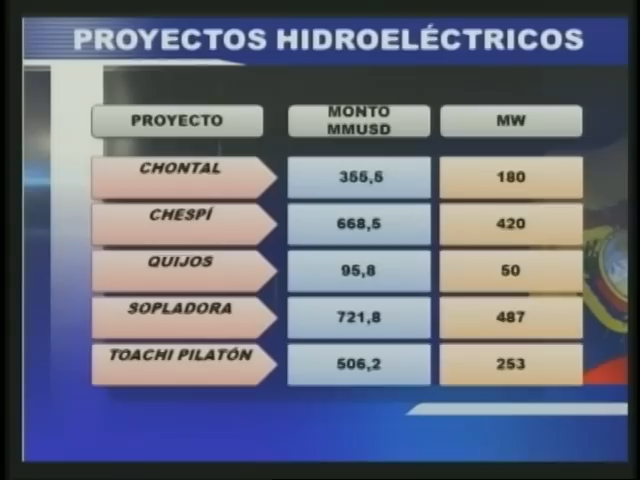 PROYECTOS HIDROELÉCTRICOS
PROYECTO
MONTO
MMUSD
MW
CHONTAL
355,5
180
CHESPÍ
668,5
420
QUIJOS
95,8
50
SOPLADORA
721,8
487
TOACHI PILATÓN
506,2
253